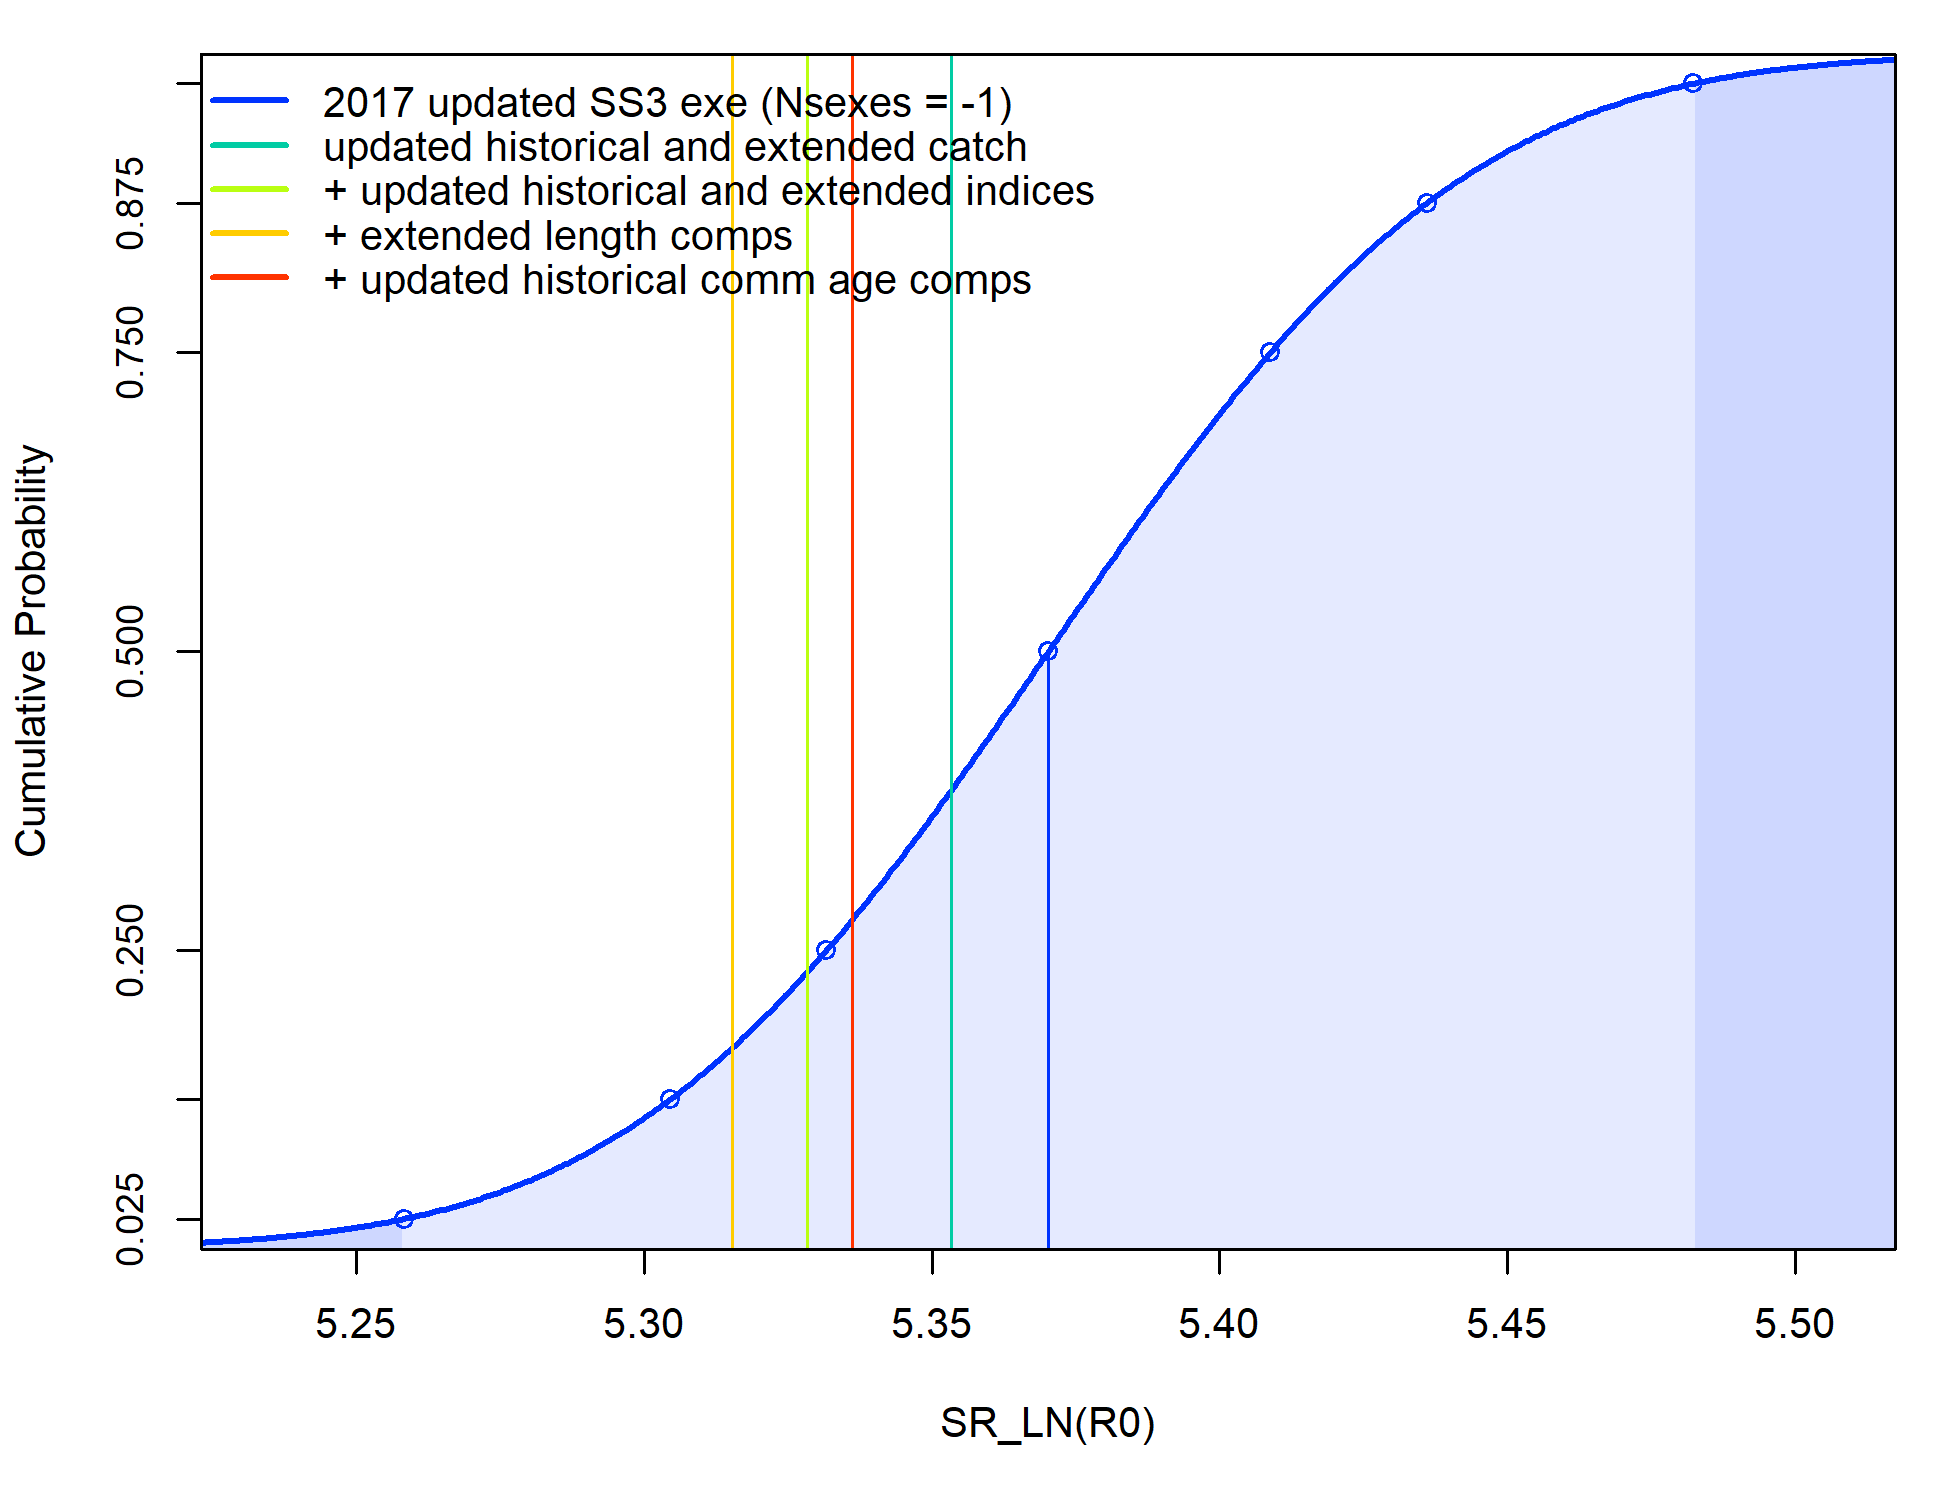 2017 updated SS3 exe (Nsexes = -1)
updated historical and extended catch
+ updated historical and extended indices
+ extended length comps
+ updated historical comm age comps
Cumulative Probability
0.875
0.750
0.500
0.250
0.025
5.25 5.30 5.35 5.40 5.45 5.50
SR_LN(R0)